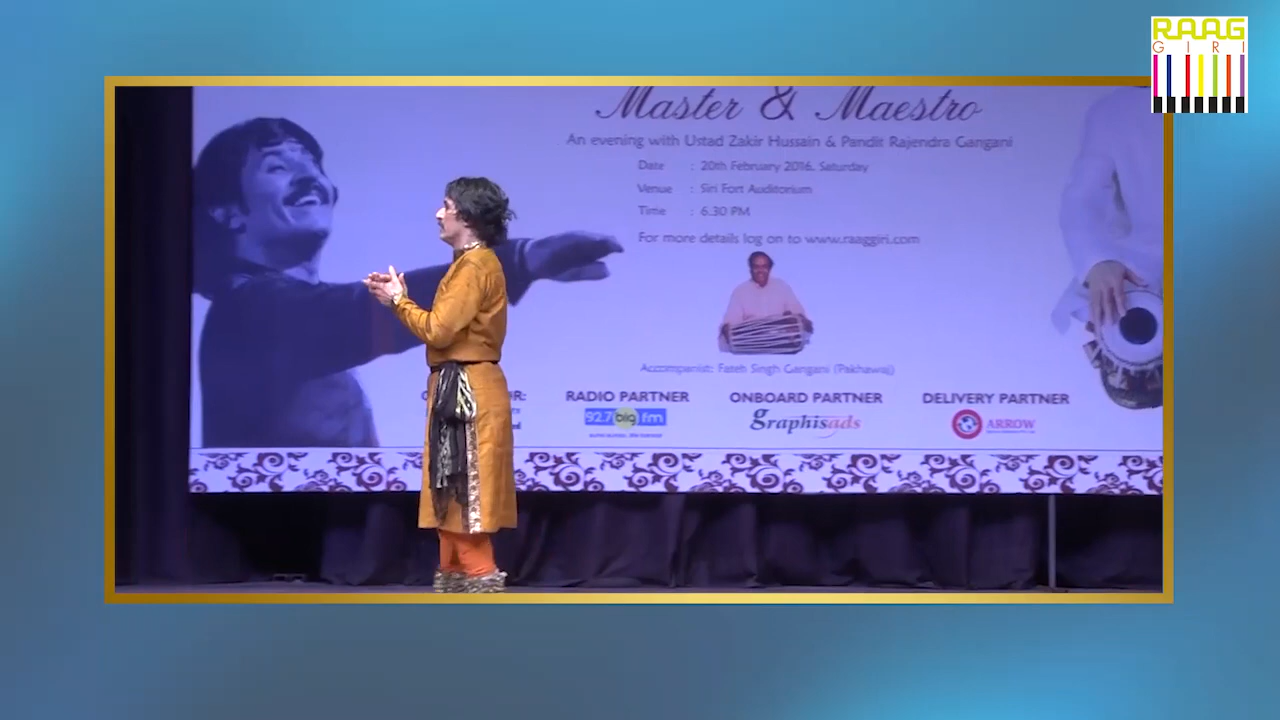 RAAG
GIRI
Master & Maestro
An evening with Ustad Zakir Hussain & Pandit Rajendra Gangani
Date : 20th February 2016, Saturday
Venue : Siri Fort Auditorium
Time : 6.30 PM
For more details log on to www.raaggiri.com
Accompanist: Fateh Singh Gangani (Pakhawaj)
RADIO PARTNER
92.7 big fm
ONBOARD PARTNER
graphisads
DELIVERY PARTNER
ARROW